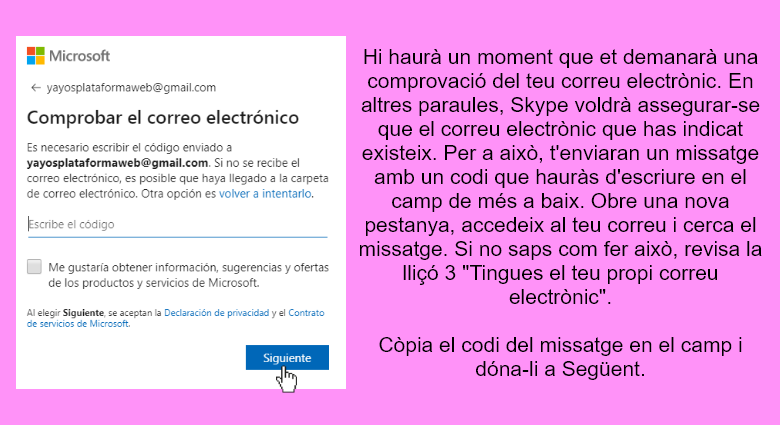 Microsoft
← yayosplataformaweb@gmail.com
Comprobar el correo electrónico
Es necesario escribir el código enviado a
yayosplataformaweb@gmail.com. Si no se recibe el
correo electrónico, es posible que haya llegado a la carpeta
de correo electrónico. Otra opción es volver a intentarlo.
Escribe el código
Me gustaría obtener información, sugerencias y ofertas
de los productos y servicios de Microsoft.
Al elegir Siguiente, se aceptan la Declaración de privacidad y el Contrato
de servicios de Microsoft.
Siguiente
Hi haurà un moment que et demanarà una
comprovació del teu correu electrònic. En
altres paraules, Skype voldrà assegurar-se
que el correu electrònic que has indicat
existeix. Per a això, t'enviaran un missatge
amb un codi que hauràs d'escriure en el
camp de més a baix. Obre una nova
pestanya, accedeix al teu correu i cerca el
missatge. Si no saps com fer això, revisa la
lliçó 3 "Tingues el teu propi correu
electrònic".
Còpia el codi del missatge en el camp i
dóna-li a Següent.